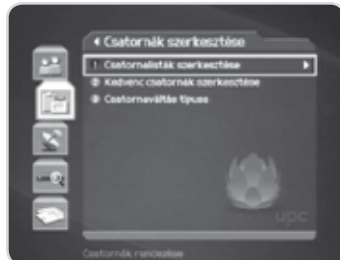 Csatornák szerkesztése
1 Csatornalisták szerkesztése
2 Kedvenc csatornák szerkesztése
3 Csatornaváltás típusa
upc
Csatornák rendezése